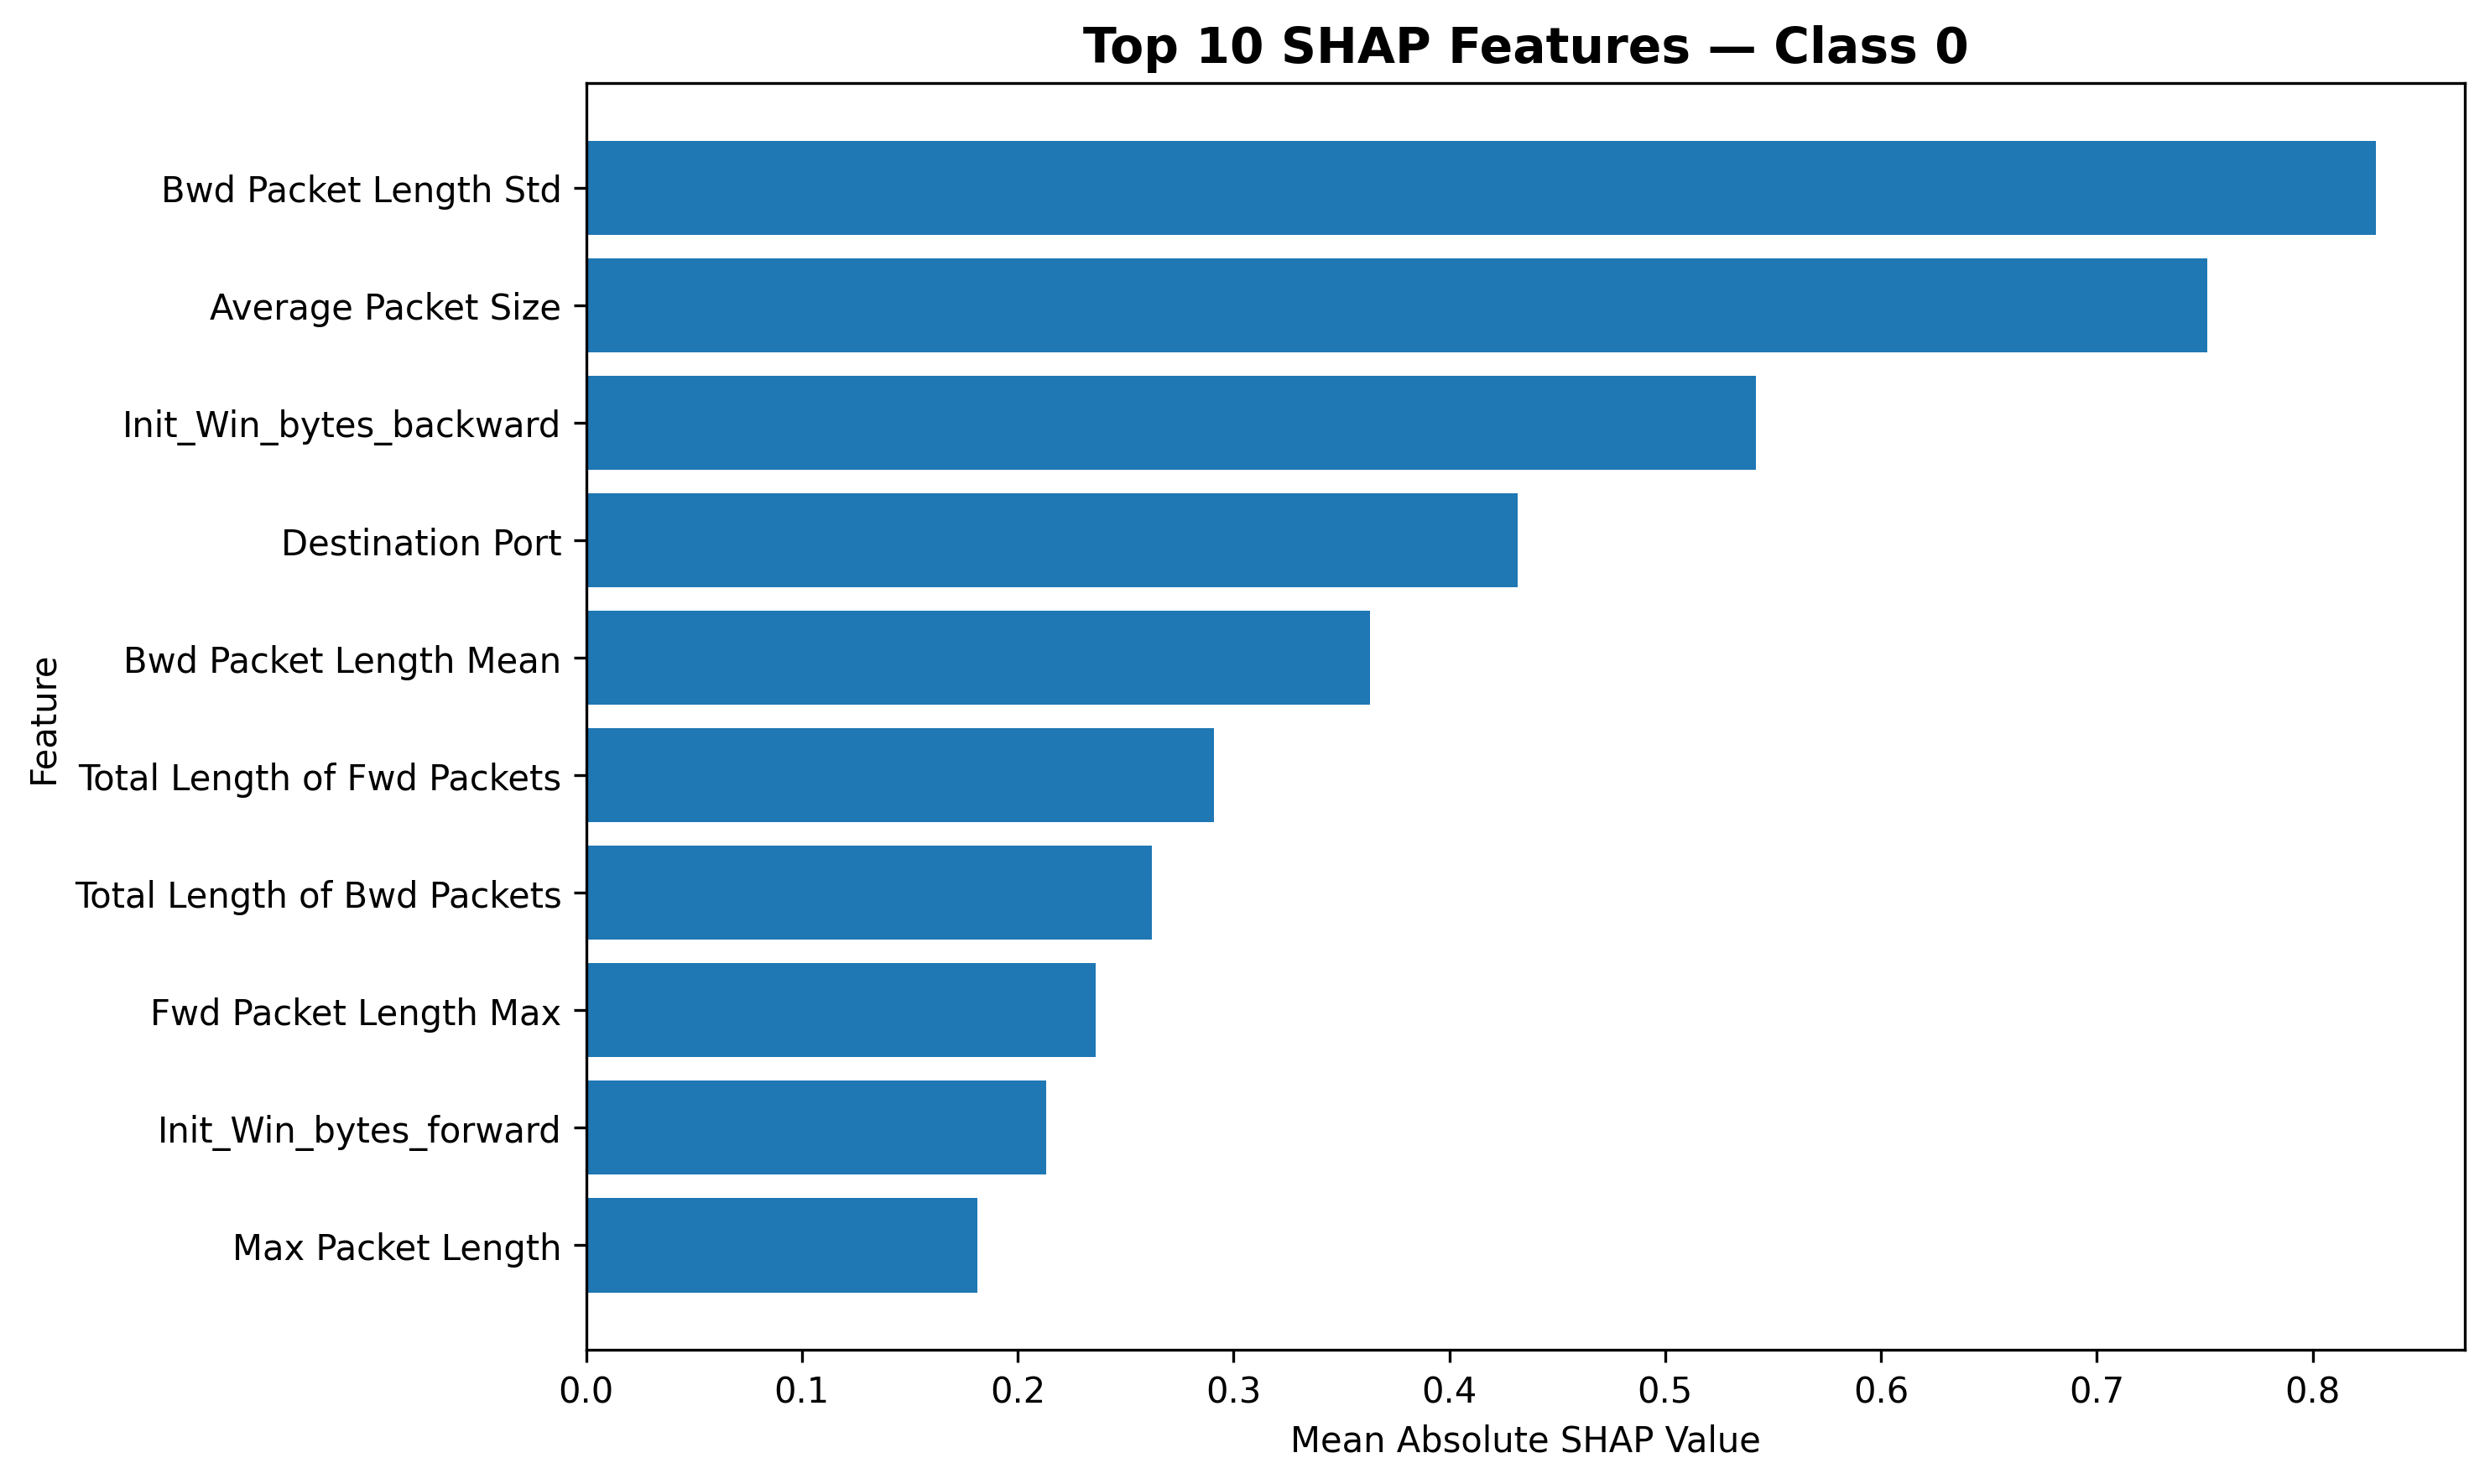 Top 10 SHAP Features — Class 0
Bwd Packet Length Std
Average Packet Size
Init_Win_bytes_backward
Destination Port
Bwd Packet Length Mean
Total Length of Fwd Packets
Total Length of Bwd Packets
Fwd Packet Length Max
Init_Win_bytes_forward
Max Packet Length
Feature
0.0 0.1 0.2 0.3 0.4 0.5 0.6 0.7 0.8
Mean Absolute SHAP Value